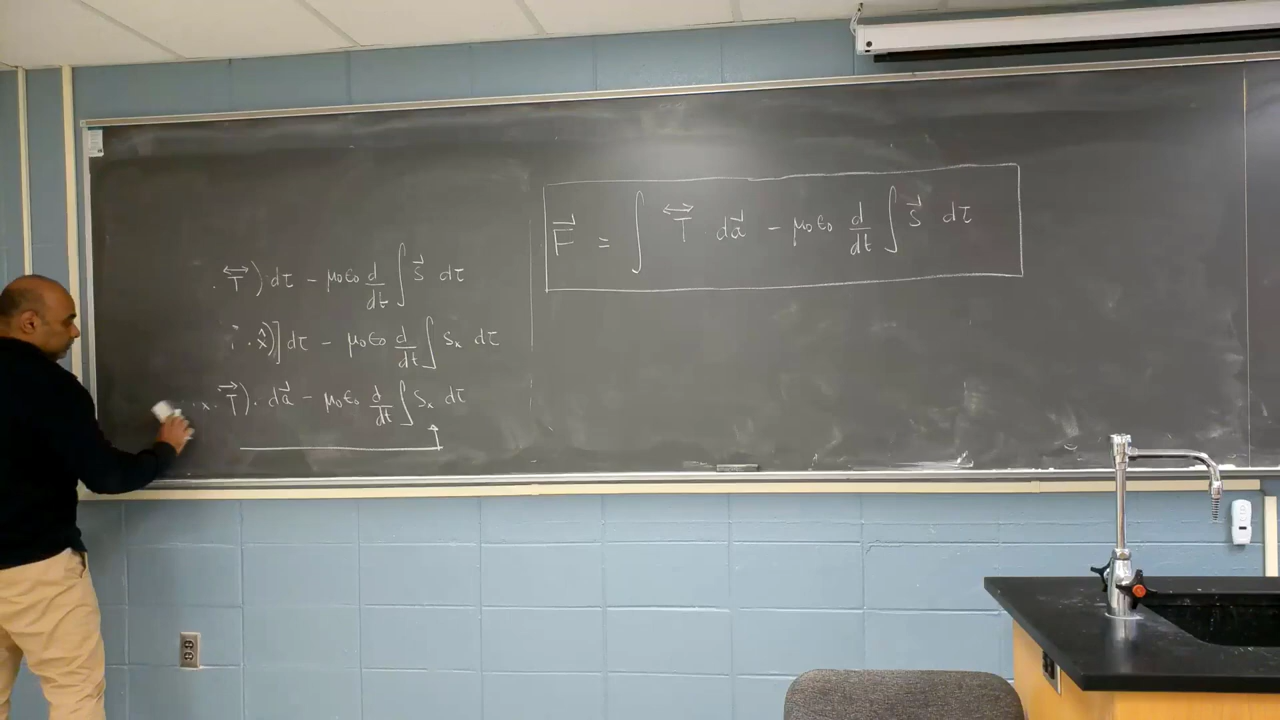 . T⃡ ) dτ − μ₀ε₀ d/dt ∫ S⃗ dτ
· x̂)] dτ − μ₀ε₀ d/dt ∫ Sₓ dτ
x · T⃡ ) · da⃗ − μ₀ε₀ d/dt ∫ Sₓ dτ
F⃗ = ∫ T⃡ · da⃗ − μ₀ε₀ d/dt ∫ S⃗ dτ